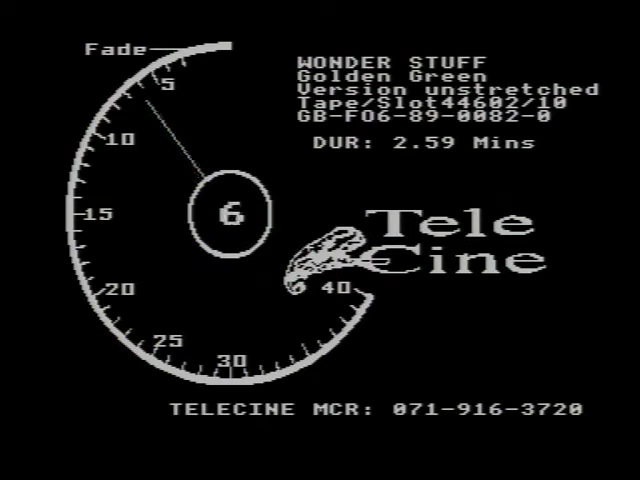 Fade
5
10
15
20
25
30
40
6
WONDER STUFF
Golden Green
Version unstretched
Tape/Slot44602/10
GB-FO6-89-0082-0
DUR: 2.59 Mins
Tele
Cine
TELECINE MCR: 071-916-3720